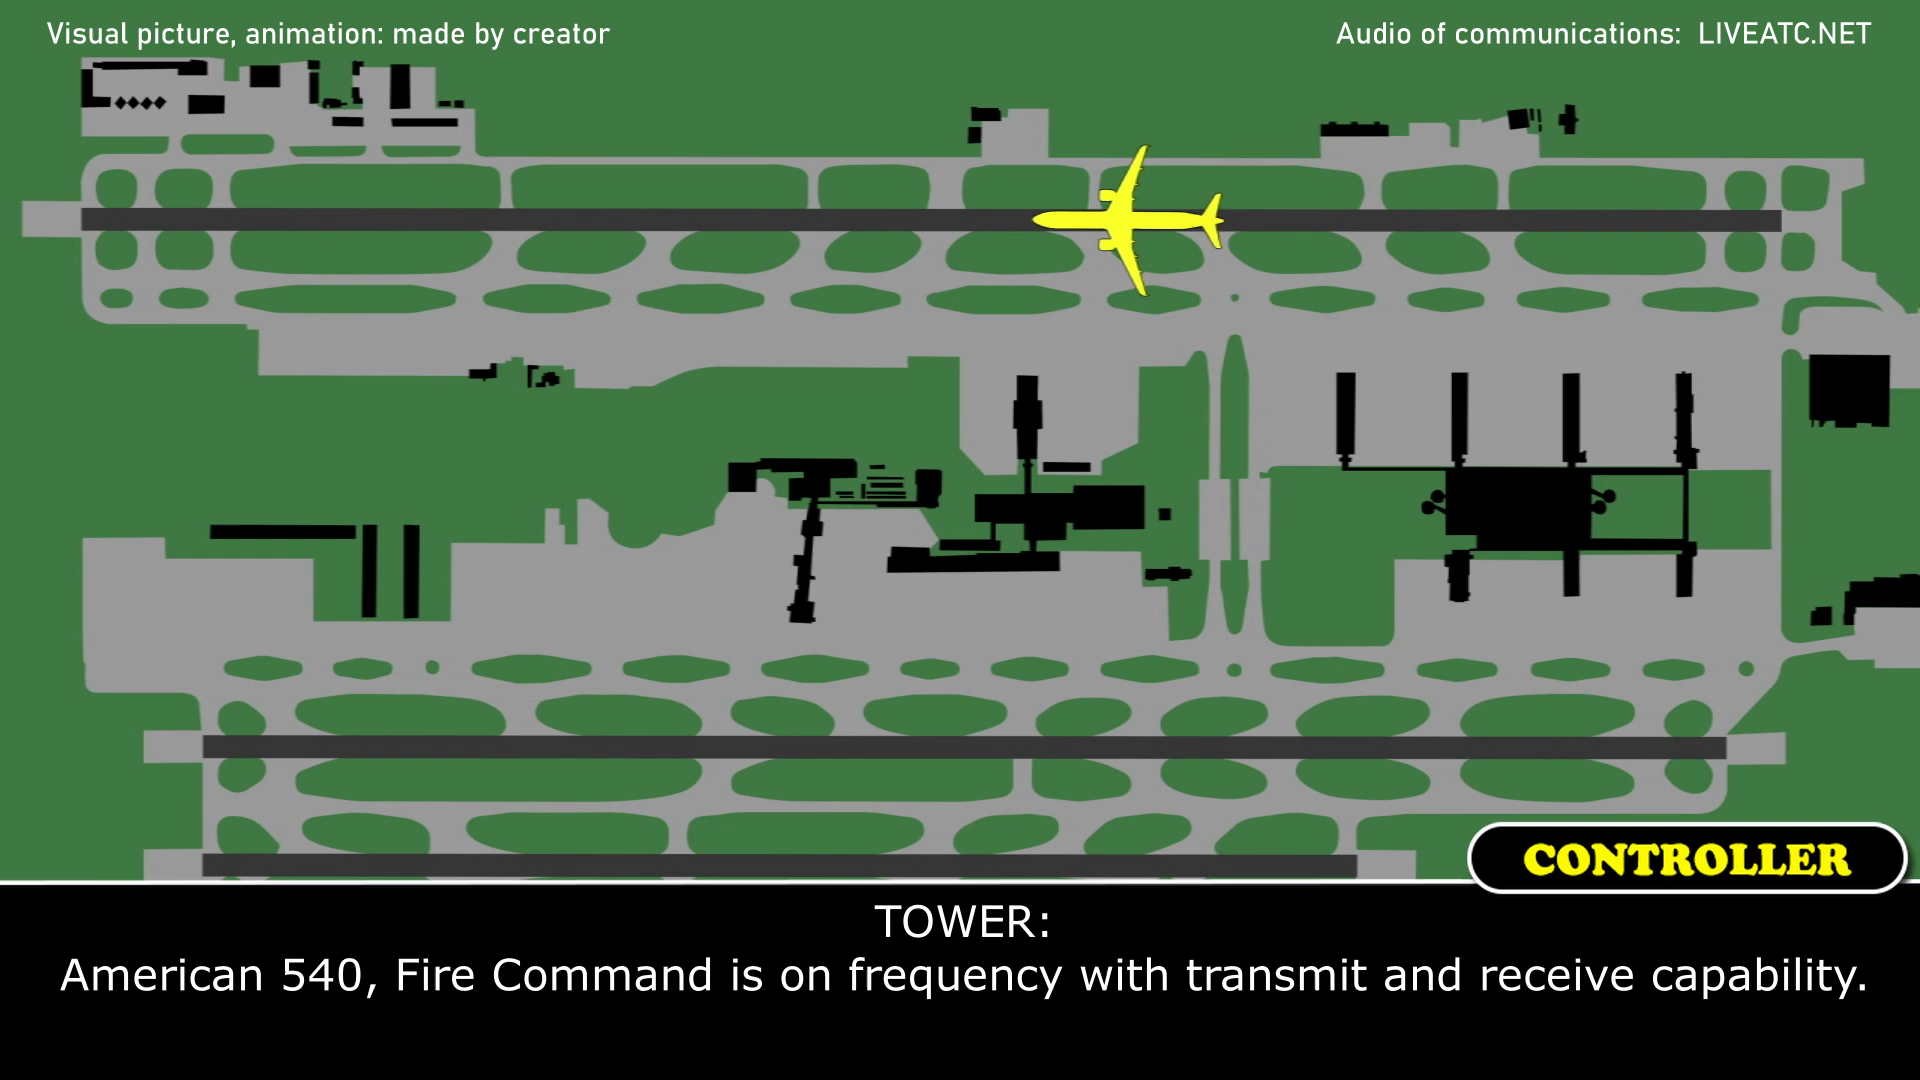 Visual picture, animation: made by creator
Audio of communications: LIVEATC.NET
CONTROLLER
TOWER:
American 540, Fire Command is on frequency with transmit and receive capability.